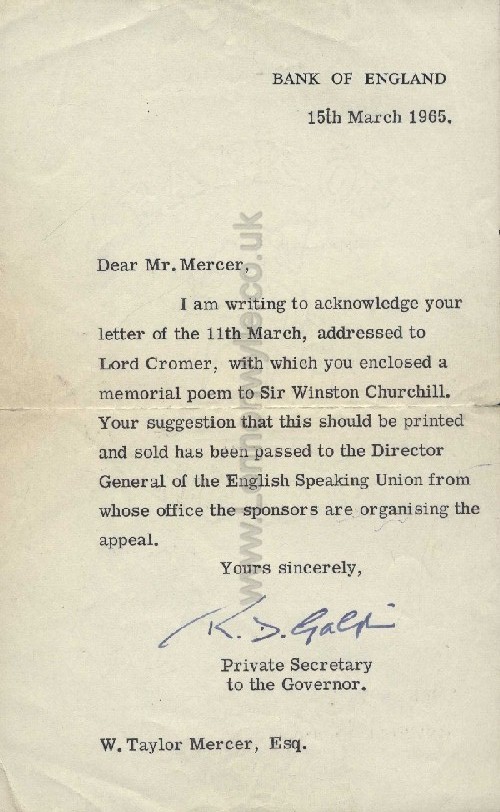 BANK OF ENGLAND
15th March 1965.
Dear Mr. Mercer,
I am writing to acknowledge your
letter of the 11th March, addressed to
Lord Cromer, with which you enclosed a
memorial poem to Sir Winston Churchill.
Your suggestion that this should be printed
and sold has been passed to the Director
General of the English Speaking Union from
whose office the sponsors are organising the
appeal.
Yours sincerely,
K. D. Galpin
Private Secretary
to the Governor.
W. Taylor Mercer, Esq.